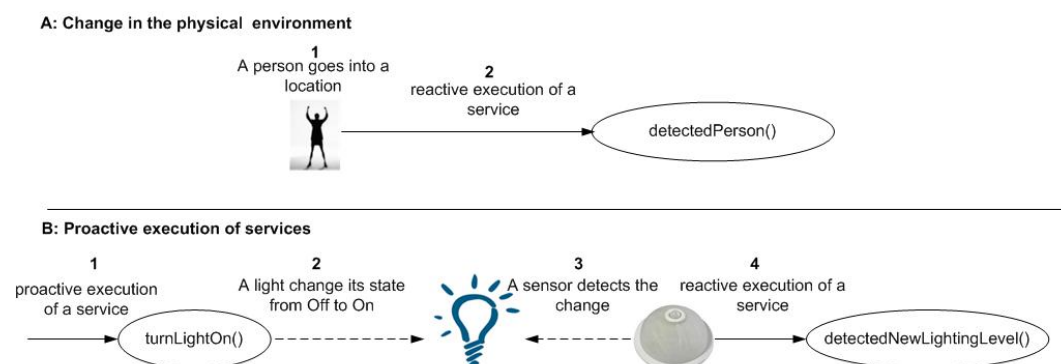 A: Change in the physical environment
1
A person goes into a
location
2
reactive execution of a
service
detectedPerson()
B: Proactive execution of services
1
proactive execution
of a service
turnLightOn()
2
A light change its state
from Off to On
3
A sensor detects the
change
4
reactive execution of a
service
detectedNewLightingLevel()